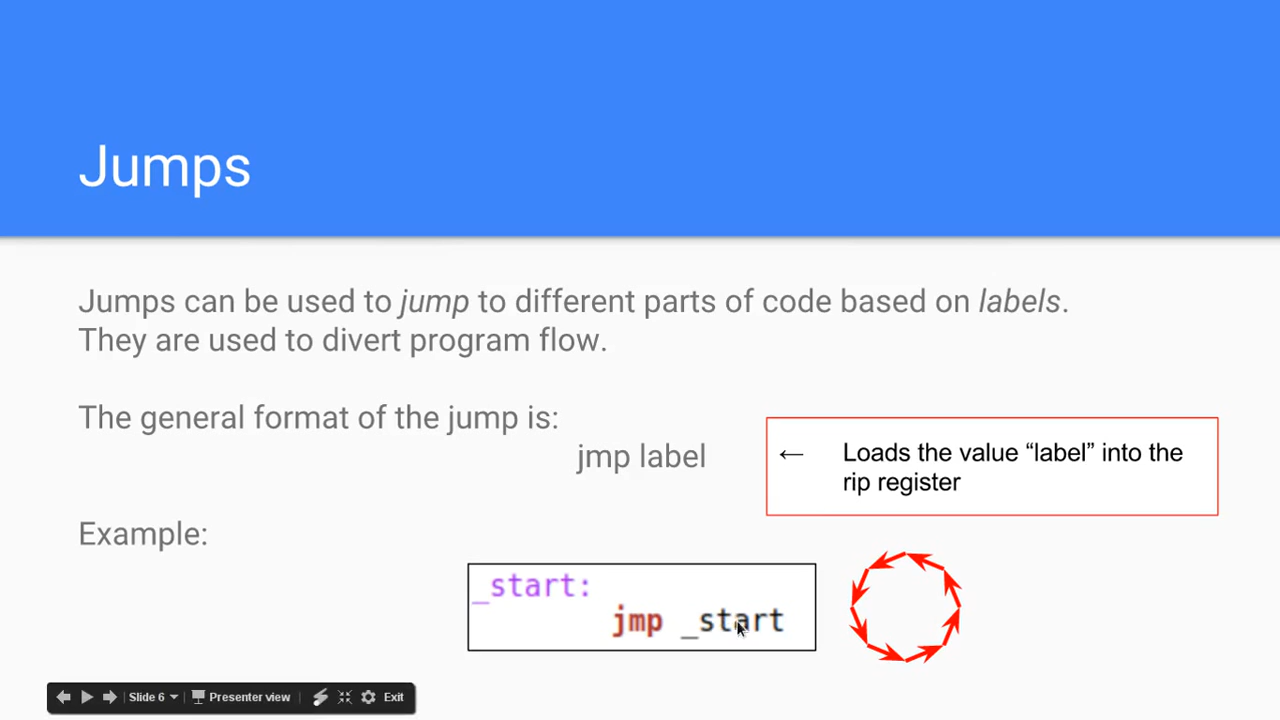 Jumps
Jumps can be used to jump to different parts of code based on labels.
They are used to divert program flow.
The general format of the jump is:
jmp label
← Loads the value “label” into the
rip register
Example:
_start:
jmp _start
Slide 6
Presenter view
Exit